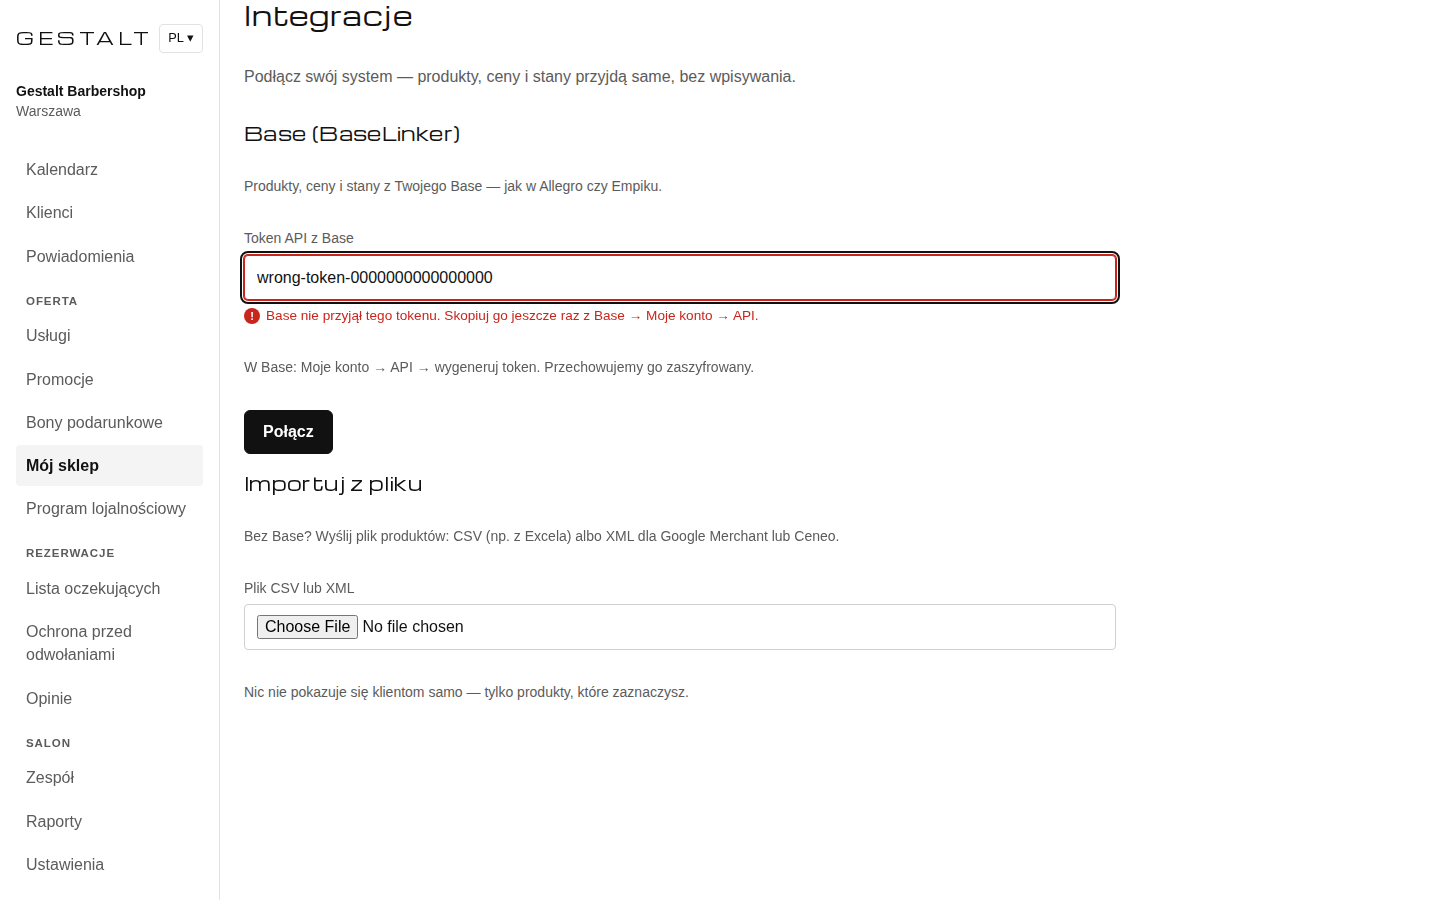 GESTALT
PL ▾
Gestalt Barbershop
Warszawa
Kalendarz
Klienci
Powiadomienia
OFERTA
Usługi
Promocje
Bony podarunkowe
Mój sklep
Program lojalnościowy
REZERWACJE
Lista oczekujących
Ochrona przed
odwołaniami
Opinie
SALON
Zespół
Raporty
Ustawienia
Integracje
Podłącz swój system — produkty, ceny i stany przyjdą same, bez wpisywania.
Base (BaseLinker)
Produkty, ceny i stany z Twojego Base — jak w Allegro czy Empiku.
Token API z Base
wrong-token-0000000000000000
! Base nie przyjął tego tokenu. Skopiuj go jeszcze raz z Base → Moje konto → API.
W Base: Moje konto → API → wygeneruj token. Przechowujemy go zaszyfrowany.
Połącz
Importuj z pliku
Bez Base? Wyślij plik produktów: CSV (np. z Excela) albo XML dla Google Merchant lub Ceneo.
Plik CSV lub XML
Choose File No file chosen
Nic nie pokazuje się klientom samo — tylko produkty, które zaznaczysz.